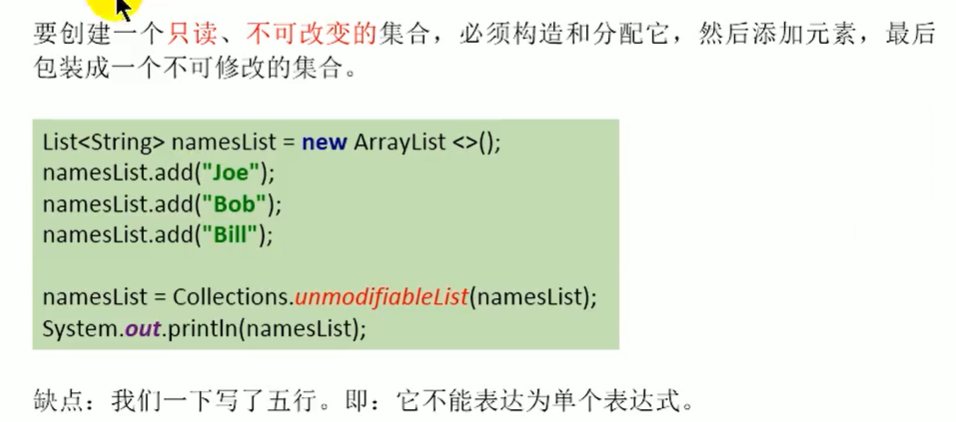 要创建一个只读、不可改变的集合，必须构造和分配它，然后添加元素，最后
包装成一个不可修改的集合。
List<String> namesList = new ArrayList <>();
namesList.add("Joe");
namesList.add("Bob");
namesList.add("Bill");
namesList = Collections.unmodifiableList(namesList);
System.out.println(namesList);
缺点：我们一下写了五行。即：它不能表达为单个表达式。